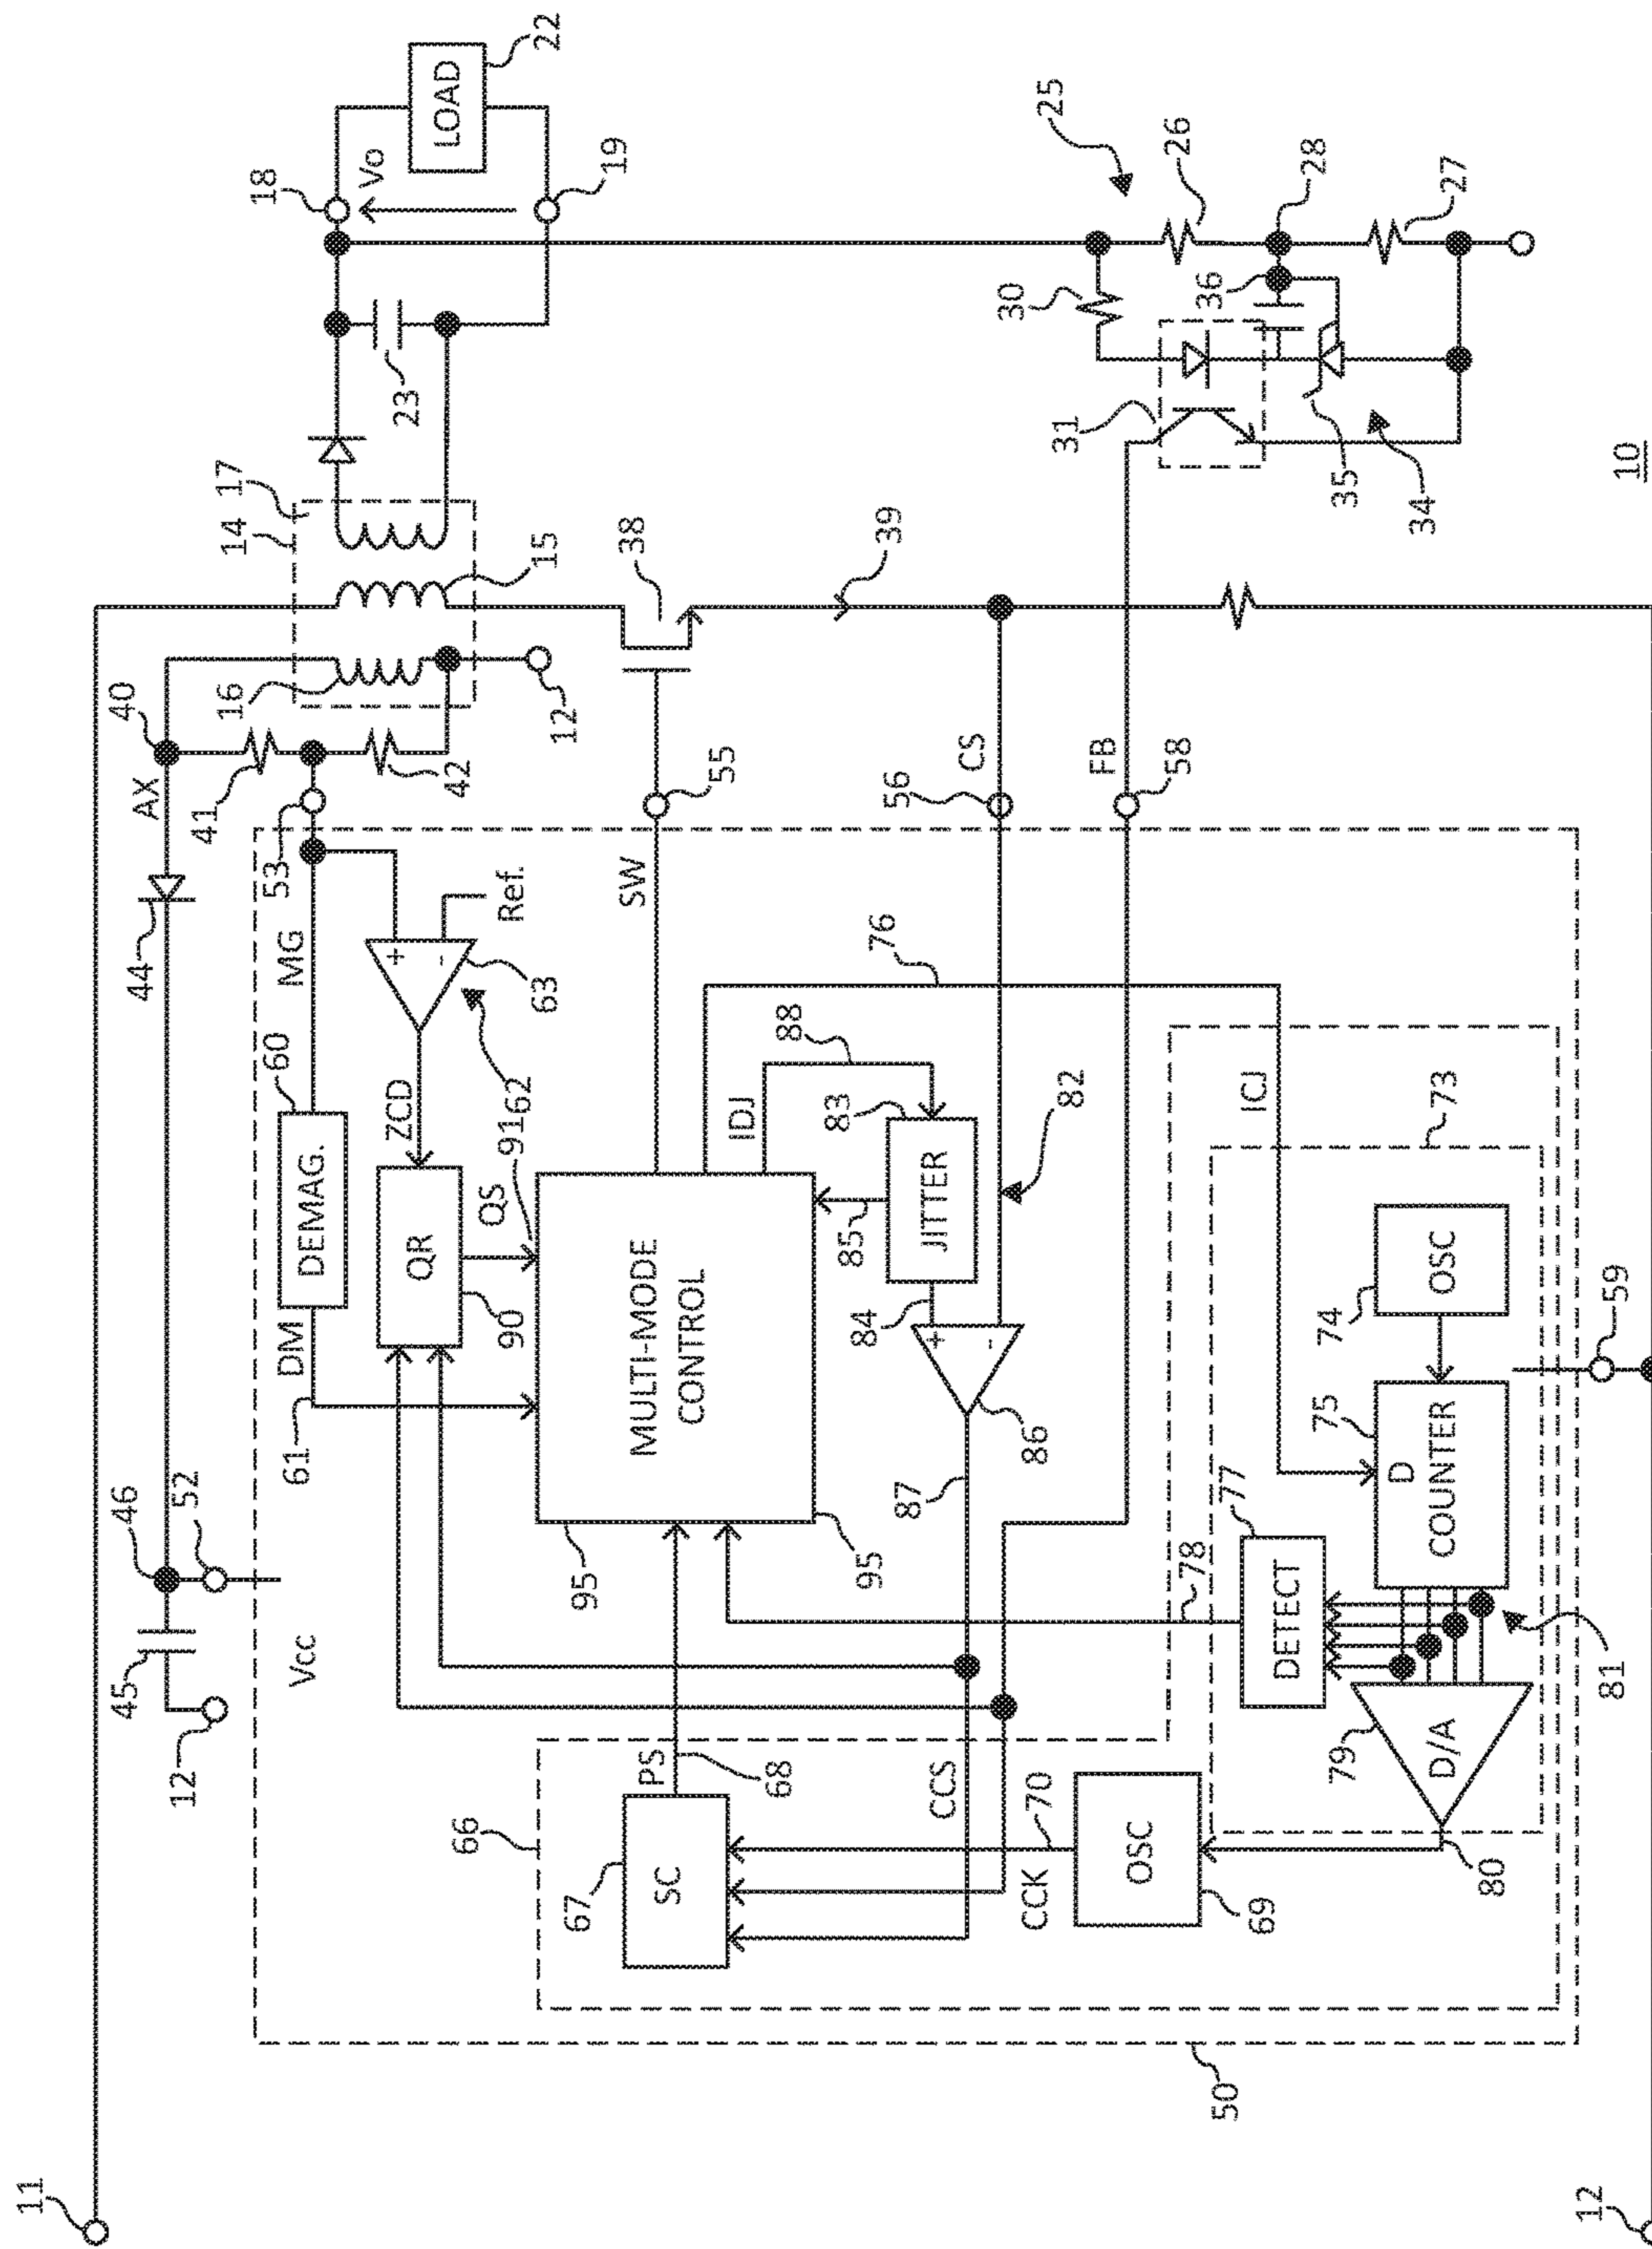 11
12
10
50
45
46
52
12
Vcc
44
AX
40
41
42
53
MG
60
DEMAG.
DM
61
16
14
17
15
12
18
Vo
19
LOAD
22
23
38
39
55
SW
56
CS
FB
58
25
26
28
27
30
31
36
35
34
Ref.
+
-
63
62
ZCD
QR
90
QS
91
MULTI-MODE
CONTROL
95
95
IDJ
88
76
83
JITTER
85
84
82
+
-
86
87
66
67
SC
PS
68
CCS
CCK
70
OSC
69
78
77
DETECT
ICJ
73
74
OSC
75
D
COUNTER
59
79
D/A
80
81